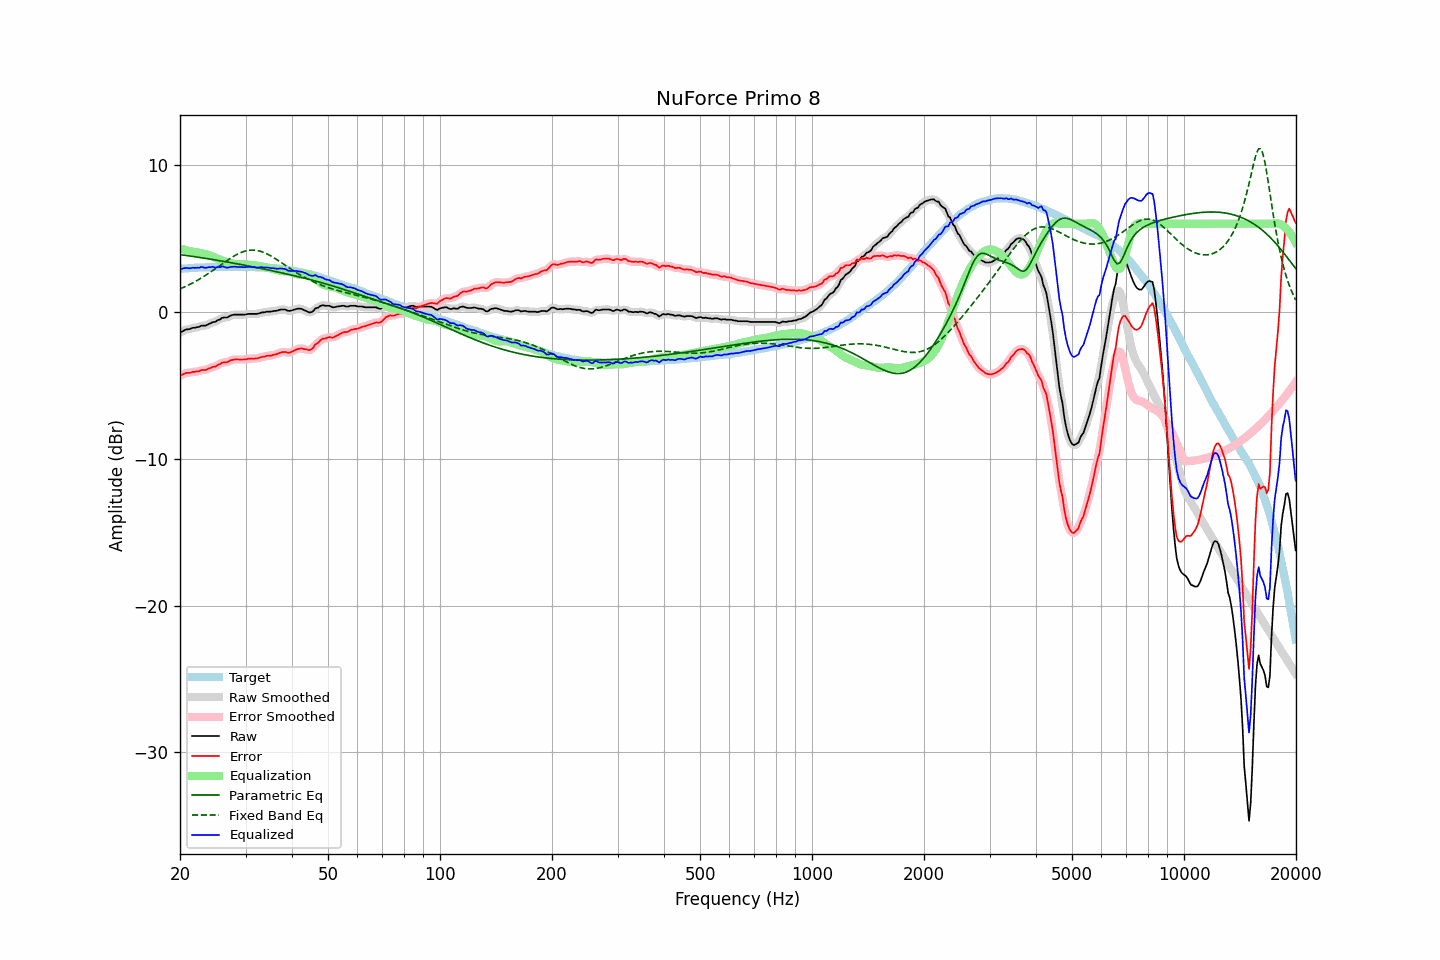 NuForce Primo 8
Amplitude (dBr)
10
0
−10
−20
−30
Target
Raw Smoothed
Error Smoothed
Raw
Error
Equalization
Parametric Eq
Fixed Band Eq
Equalized
20 50 100 200 500 1000 2000 5000 10000 20000
Frequency (Hz)